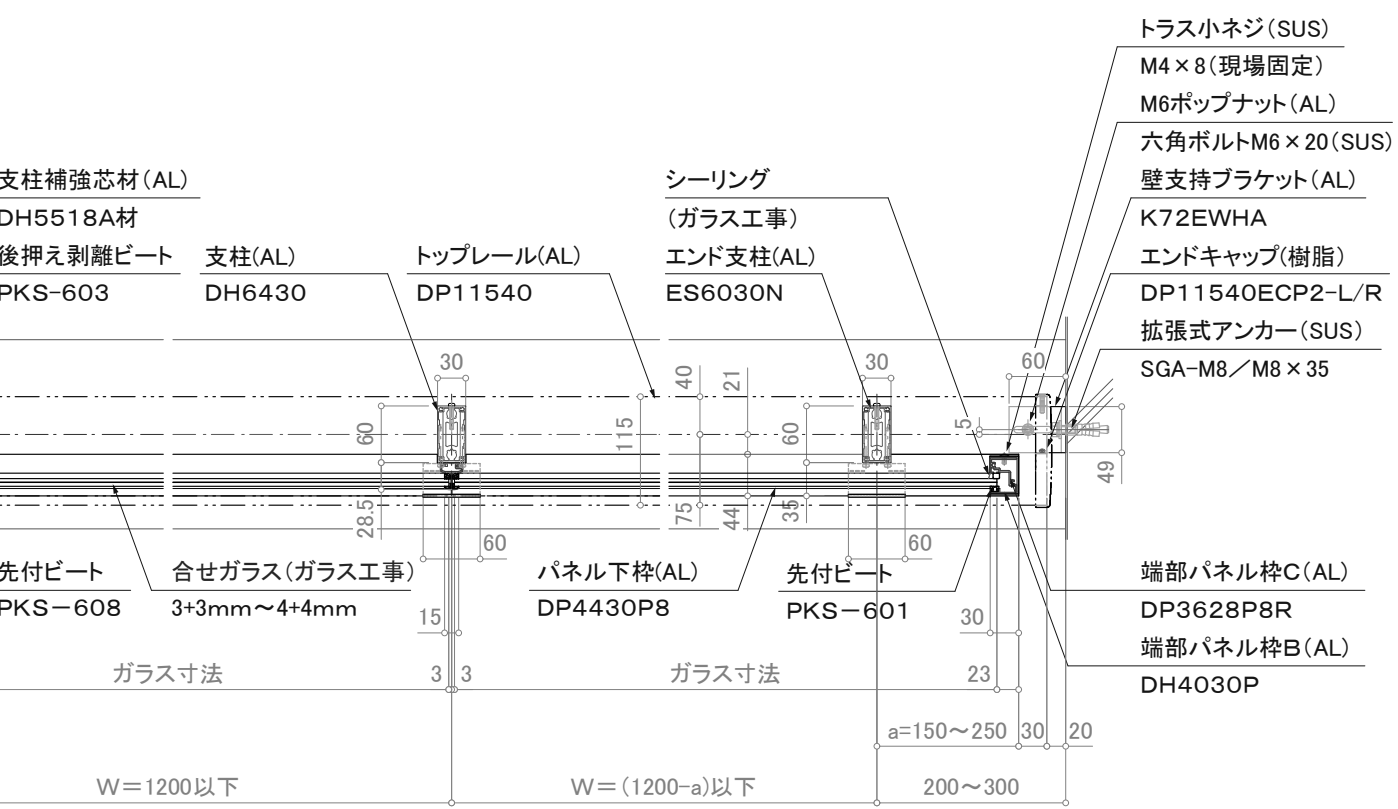 トラス小ネジ(SUS)
M4×8(現場固定)
M6ポップナット(AL)
六角ボルトM6×20(SUS)
壁支持ブラケット(AL)
K72EWHA
エンドキャップ(樹脂)
DP11540ECP2-L/R
拡張式アンカー(SUS)
SGA-M8/M8×35
支柱補強芯材(AL)
DH5518A材
後押え剥離ビート
PKS-603
支柱(AL)
DH6430
トップレール(AL)
DP11540
シーリング
(ガラス工事)
エンド支柱(AL)
ES6030N
30
40
21
30
60
60
115
60
5
49
28.5
75
44
35
60
60
先付ビート
PKS-608
合せガラス(ガラス工事)
3+3mm~4+4mm
パネル下枠(AL)
DP4430P8
先付ビート
PKS-601
端部パネル枠C(AL)
DP3628P8R
端部パネル枠B(AL)
DH4030P
15
30
ガラス寸法
3
3
ガラス寸法
23
a=150~250
30
20
W=1200以下
W=(1200-a)以下
200~300